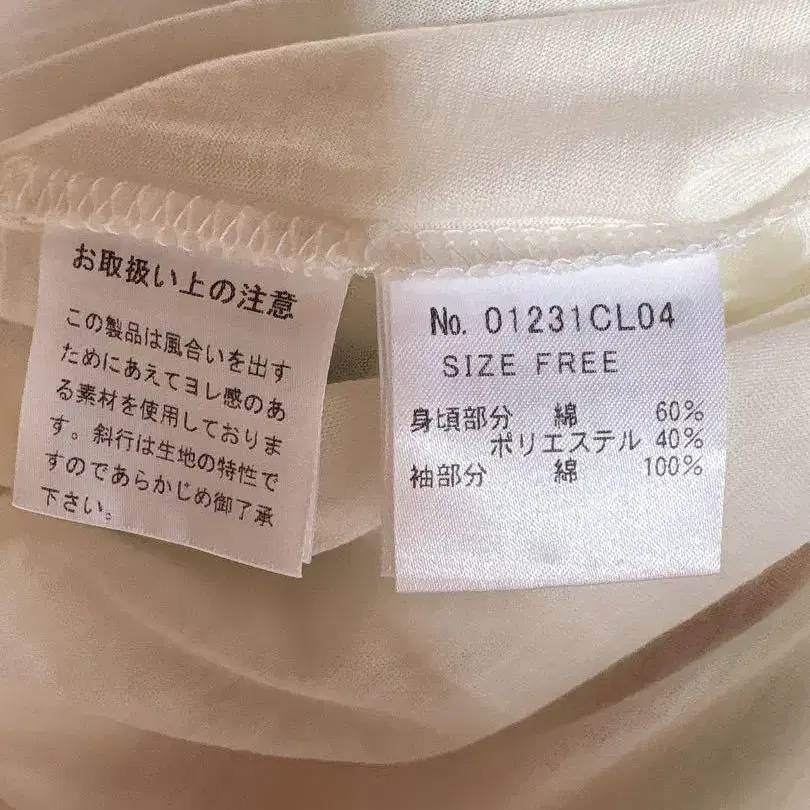 お取扱い上の注意
この製品は風合いを出す
ためにあえてヨレ感のあ
る素材を使用しておりま
す。斜行は生地の特性で
すのであらかじめ御了承
下さい。
No. 01231CL04
SIZE FREE
身頃部分 綿 60%
ポリエステル 40%
袖部分 綿 100%